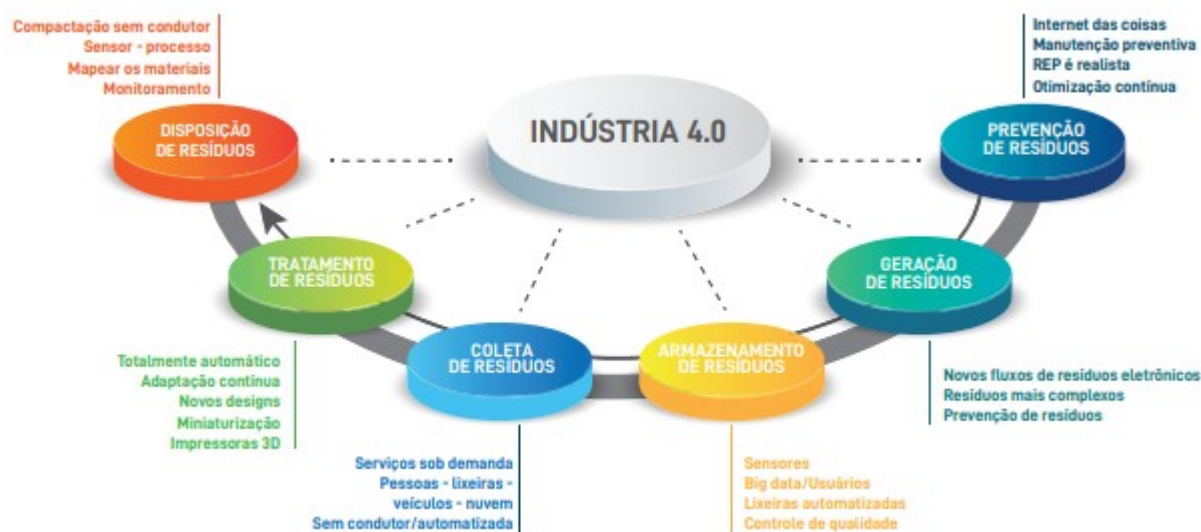 Compactação sem condutor
Sensor - processo
Mapear os materiais
Monitoramento
DISPOSIÇÃO
DE RESÍDUOS
INDÚSTRIA 4.0
Internet das coisas
Manutenção preventiva
REP é realista
Otimização contínua
PREVENÇÃO
DE RESÍDUOS
TRATAMENTO
DE RESÍDUOS
GERAÇÃO
DE RESÍDUOS
COLETA
DE RESÍDUOS
ARMAZENAMENTO
DE RESÍDUOS
Totalmente automático
Adaptação contínua
Novos designs
Miniaturização
Impressoras 3D
Novos fluxos de resíduos eletrônicos
Resíduos mais complexos
Prevenção de resíduos
Serviços sob demanda
Pessoas - lixeiras -
veículos - nuvem
Sem condutor/automatizada
Sensores
Big data/Usuários
Lixeiras automatizadas
Controle de qualidade